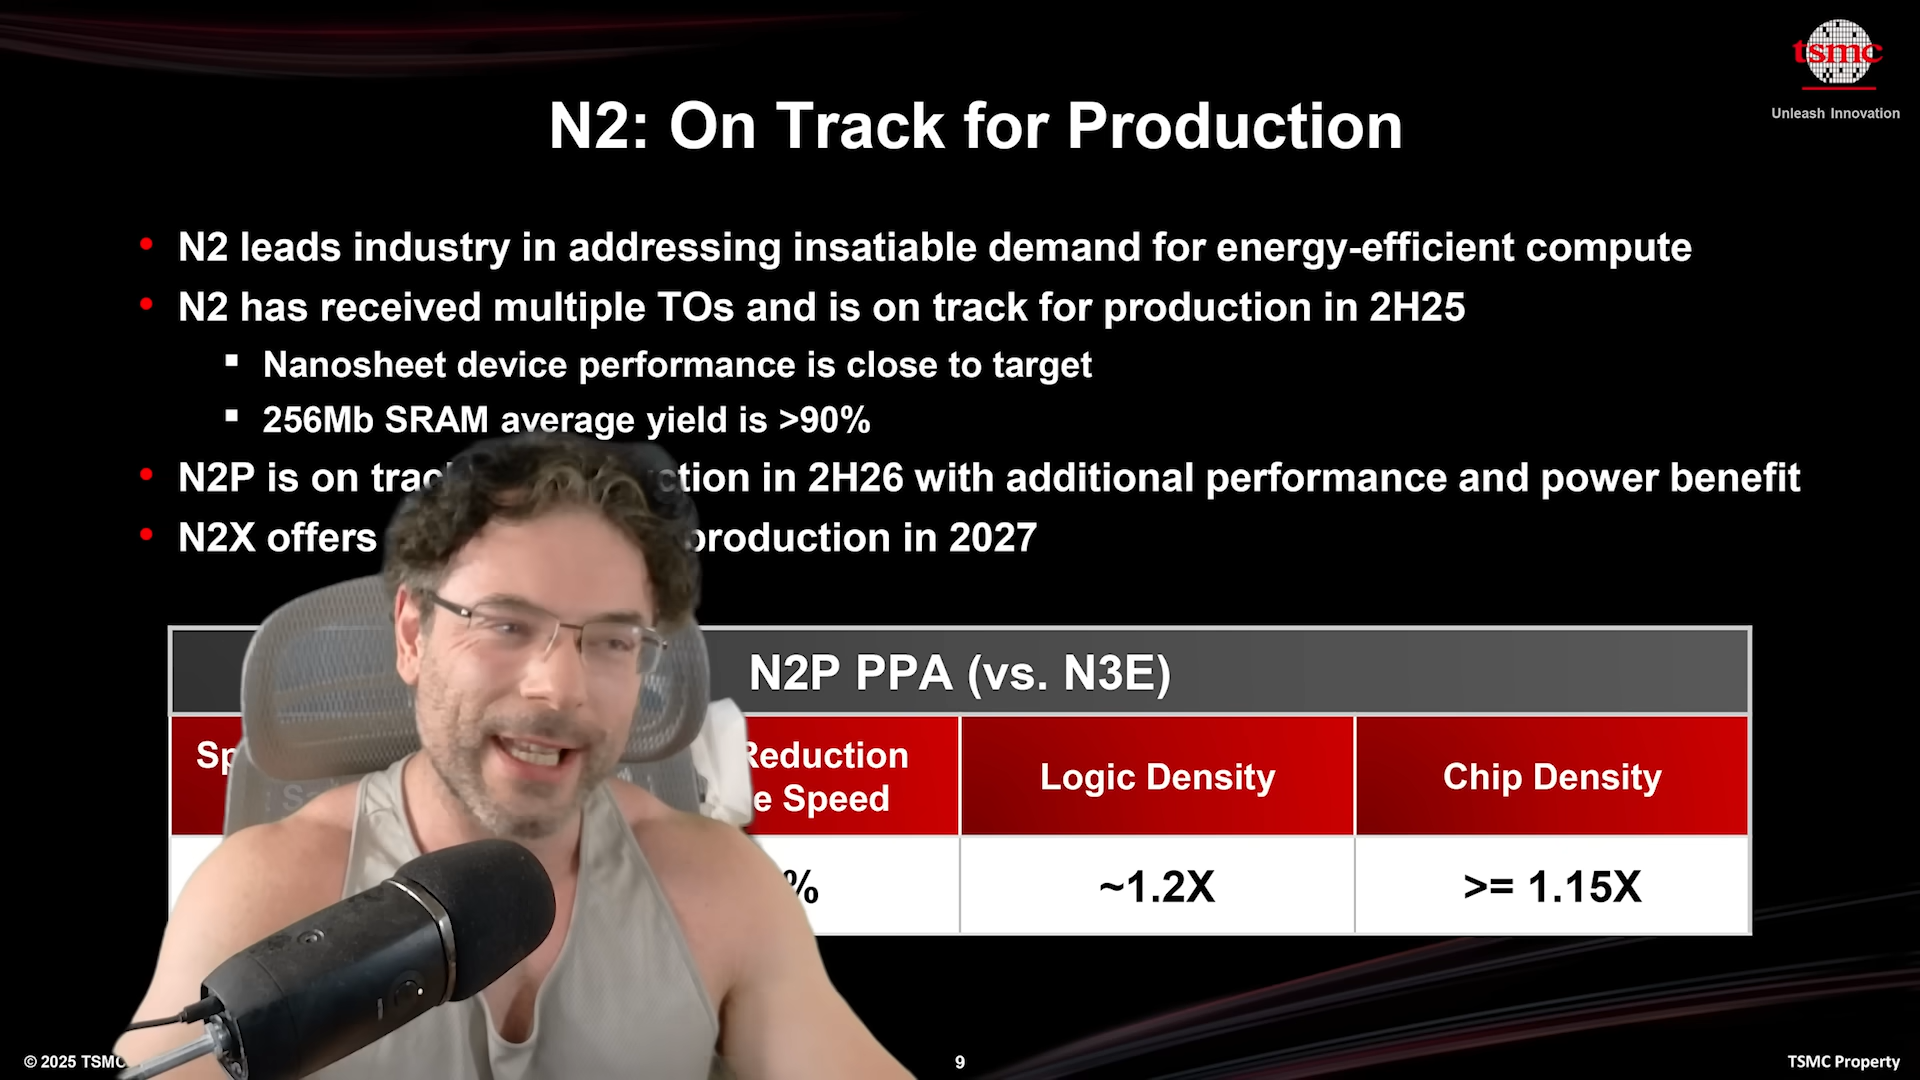 tsmc
Unleash Innovation
N2: On Track for Production
• N2 leads industry in addressing insatiable demand for energy-efficient compute
• N2 has received multiple TOs and is on track for production in 2H25
▪ Nanosheet device performance is close to target
▪ 256Mb SRAM average yield is >90%
• N2P is on trac ction in 2H26 with additional performance and power benefit
• N2X offers production in 2027
N2P PPA (vs. N3E)
Sp Reduction
e Speed
Logic Density
Chip Density
%
~1.2X
>= 1.15X
© 2025 TSMC
9
TSMC Property